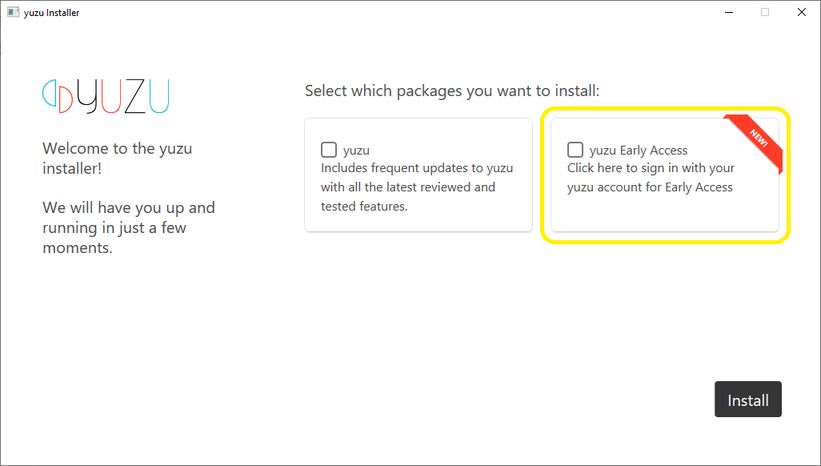 yuzu Installer
YUZU
Welcome to the yuzu
installer!
We will have you up and
running in just a few
moments.
Select which packages you want to install:
yuzu
Includes frequent updates to yuzu
with all the latest reviewed and
tested features.
yuzu Early Access
Click here to sign in with your
yuzu account for Early Access
NEW!
Install